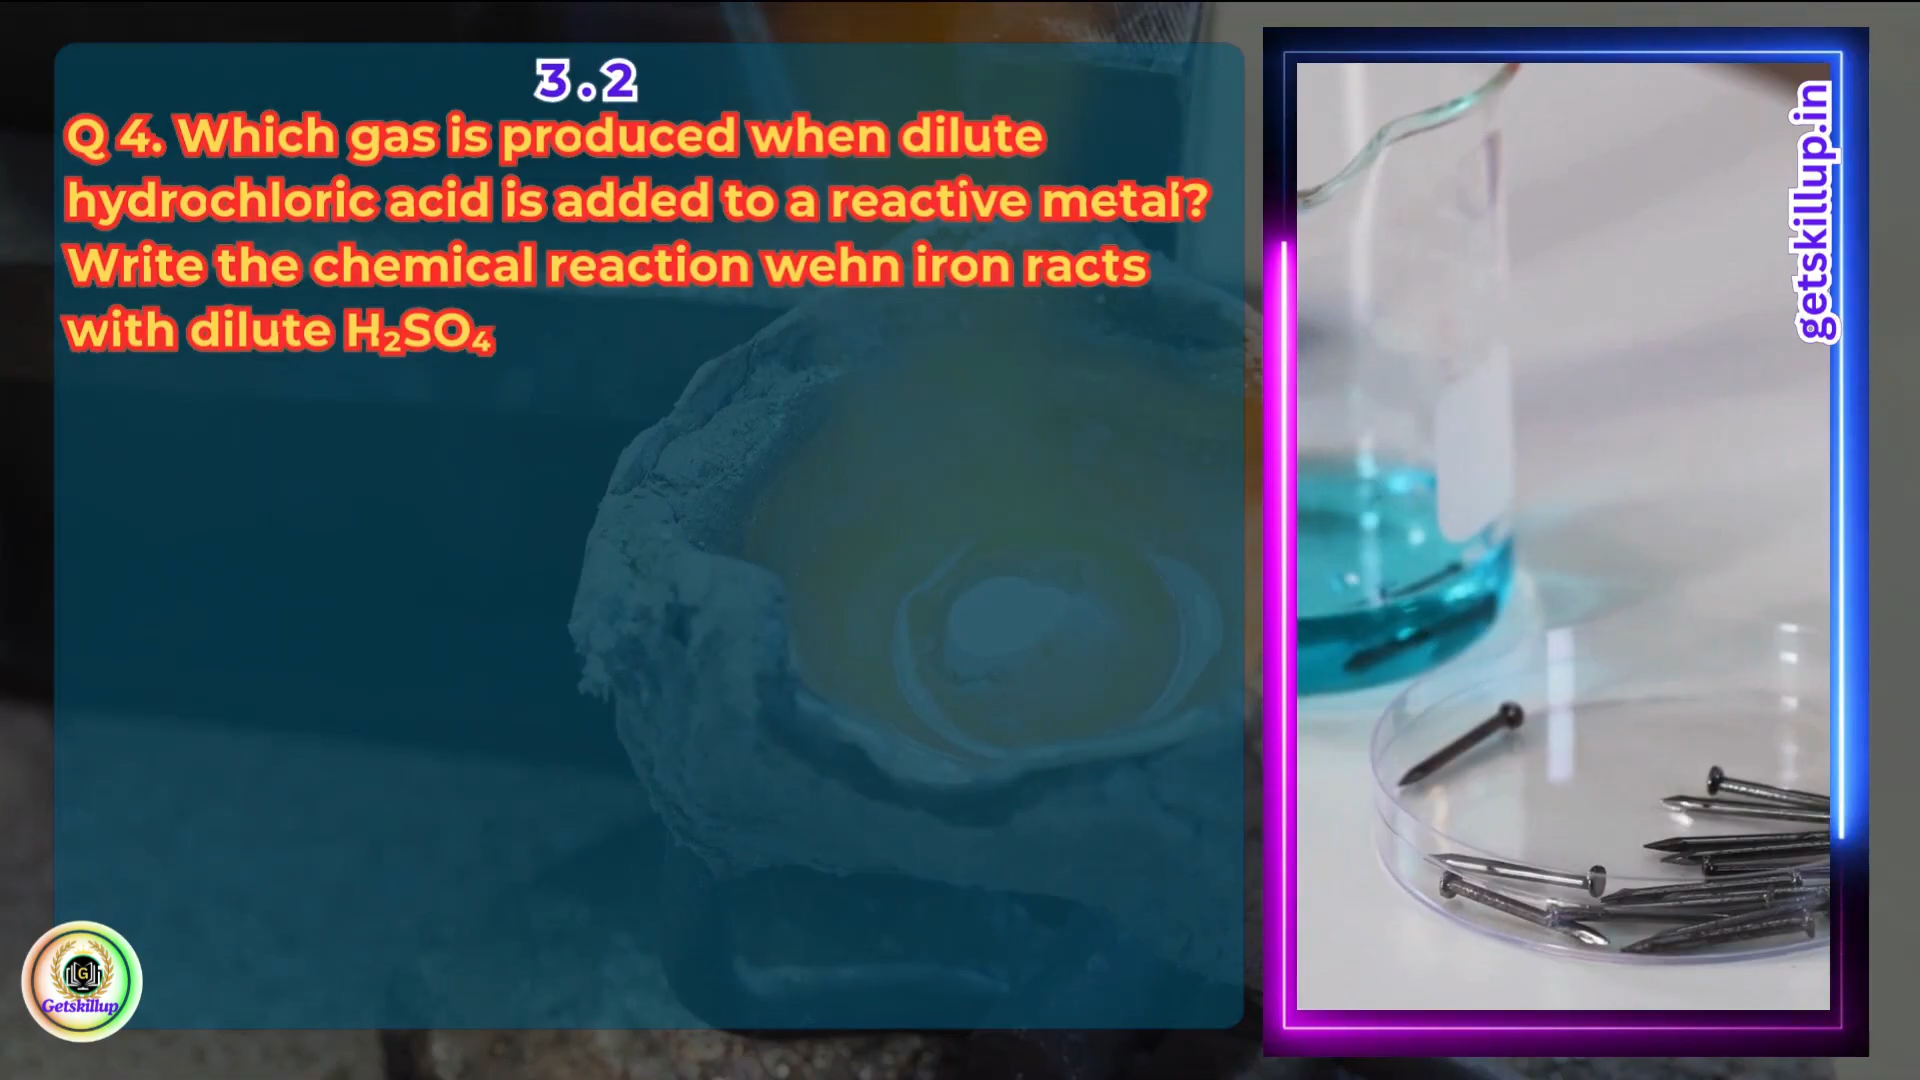 3.2
Q 4. Which gas is produced when dilute
hydrochloric acid is added to a reactive metal?
Write the chemical reaction wehn iron racts
with dilute H₂SO₄
getskillup.in
G
Getskillup